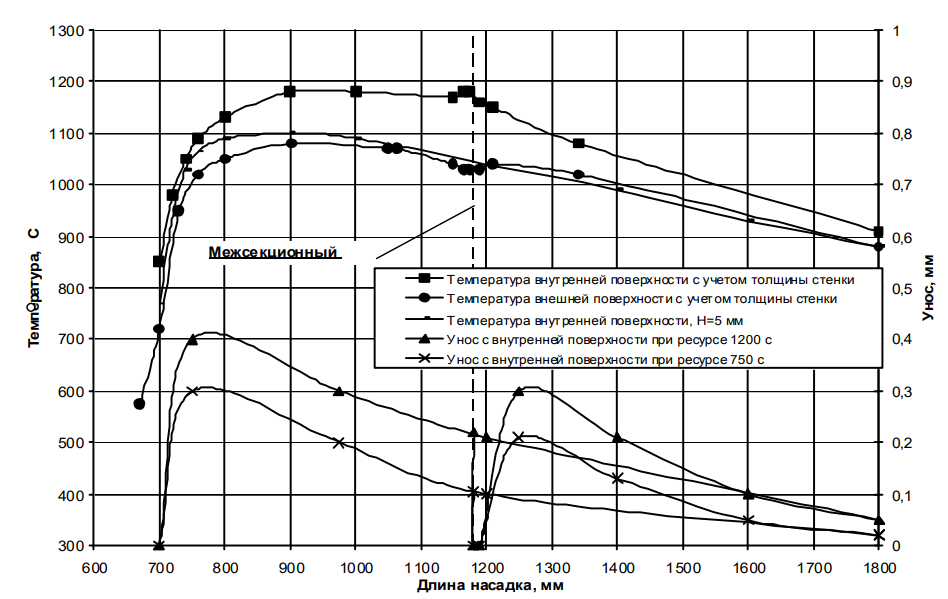 1300
1200
1100
1000
900
800
700
600
500
400
300
Температура, С
600 700 800 900 1000 1100 1200 1300 1400 1500 1600 1700 1800
Длина насадка, мм
1
0,9
0,8
0,7
0,6
0,5
0,4
0,3
0,2
0,1
0
Унос, мм
Межсекционный
Температура внутренней поверхности с учетом толщины стенки
Температура внешней поверхности с учетом толщины стенки
Температура внутренней поверхности, H=5 мм
Унос с внутренней поверхности при ресурсе 1200 с
Унос с внутренней поверхности при ресурсе 750 с